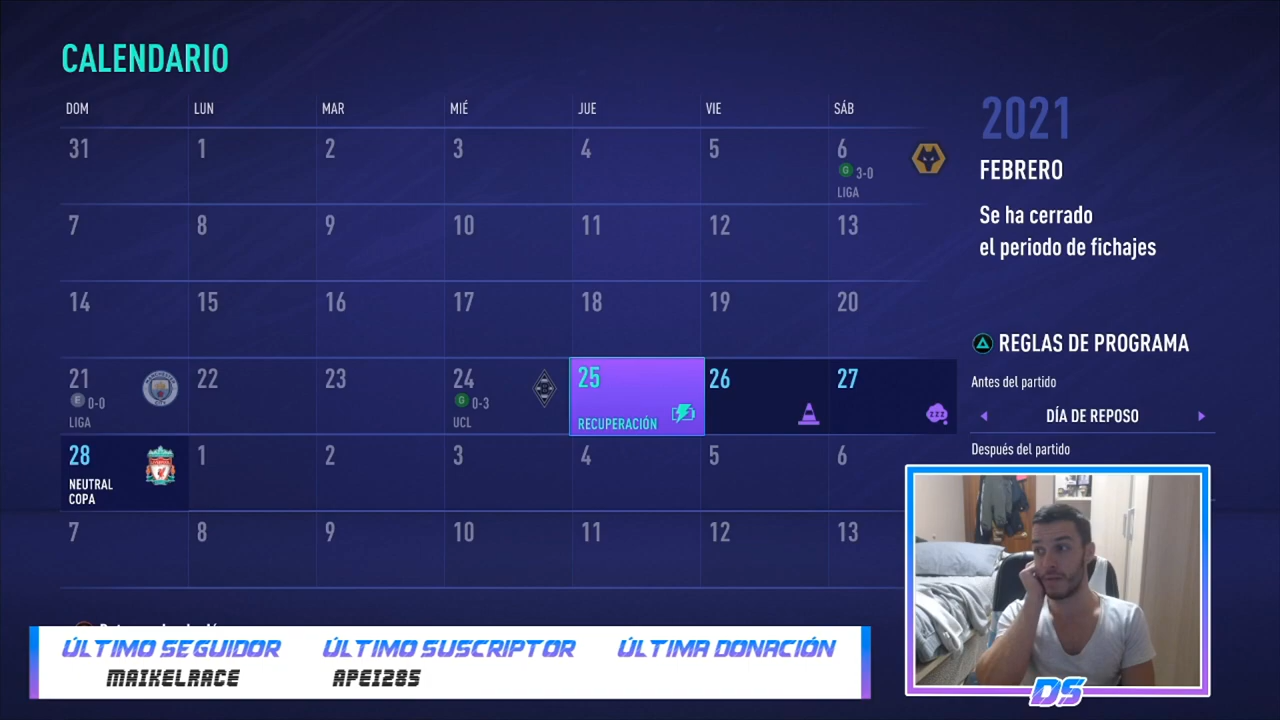 CALENDARIO
DOM LUN MAR MIÉ JUE VIE SÁB
2021
FEBRERO
Se ha cerrado
el periodo de fichajes
31 1 2 3 4 5 6
G 3-0
LIGA
7 8 9 10 11 12 13
14 15 16 17 18 19 20
REGLAS DE PROGRAMA
Antes del partido
DÍA DE REPOSO
Después del partido
21 22 23 24 25 26 27
MANCHESTER
CITY
E 0-0
LIGA
G 0-3
UCL
RECUPERACIÓN
zzz
28 1 2 3 4 5 6
NEUTRAL
COPA
7 8 9 10 11 12 13
ÚLTIMO SEGUIDOR ÚLTIMO SUSCRIPTOR ÚLTIMA DONACIÓN
MAIKELRACE APEI285
DS